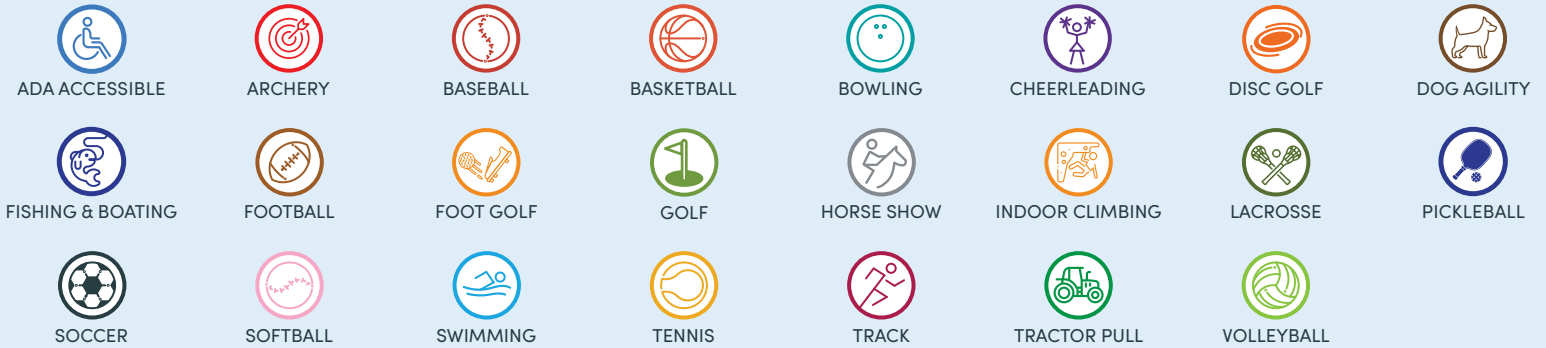 ADA ACCESSIBLE
ARCHERY
BASEBALL
BASKETBALL
BOWLING
CHEERLEADING
DISC GOLF
DOG AGILITY
FISHING & BOATING
FOOTBALL
FOOT GOLF
GOLF
HORSE SHOW
INDOOR CLIMBING
LACROSSE
PICKLEBALL
SOCCER
SOFTBALL
SWIMMING
TENNIS
TRACK
TRACTOR PULL
VOLLEYBALL